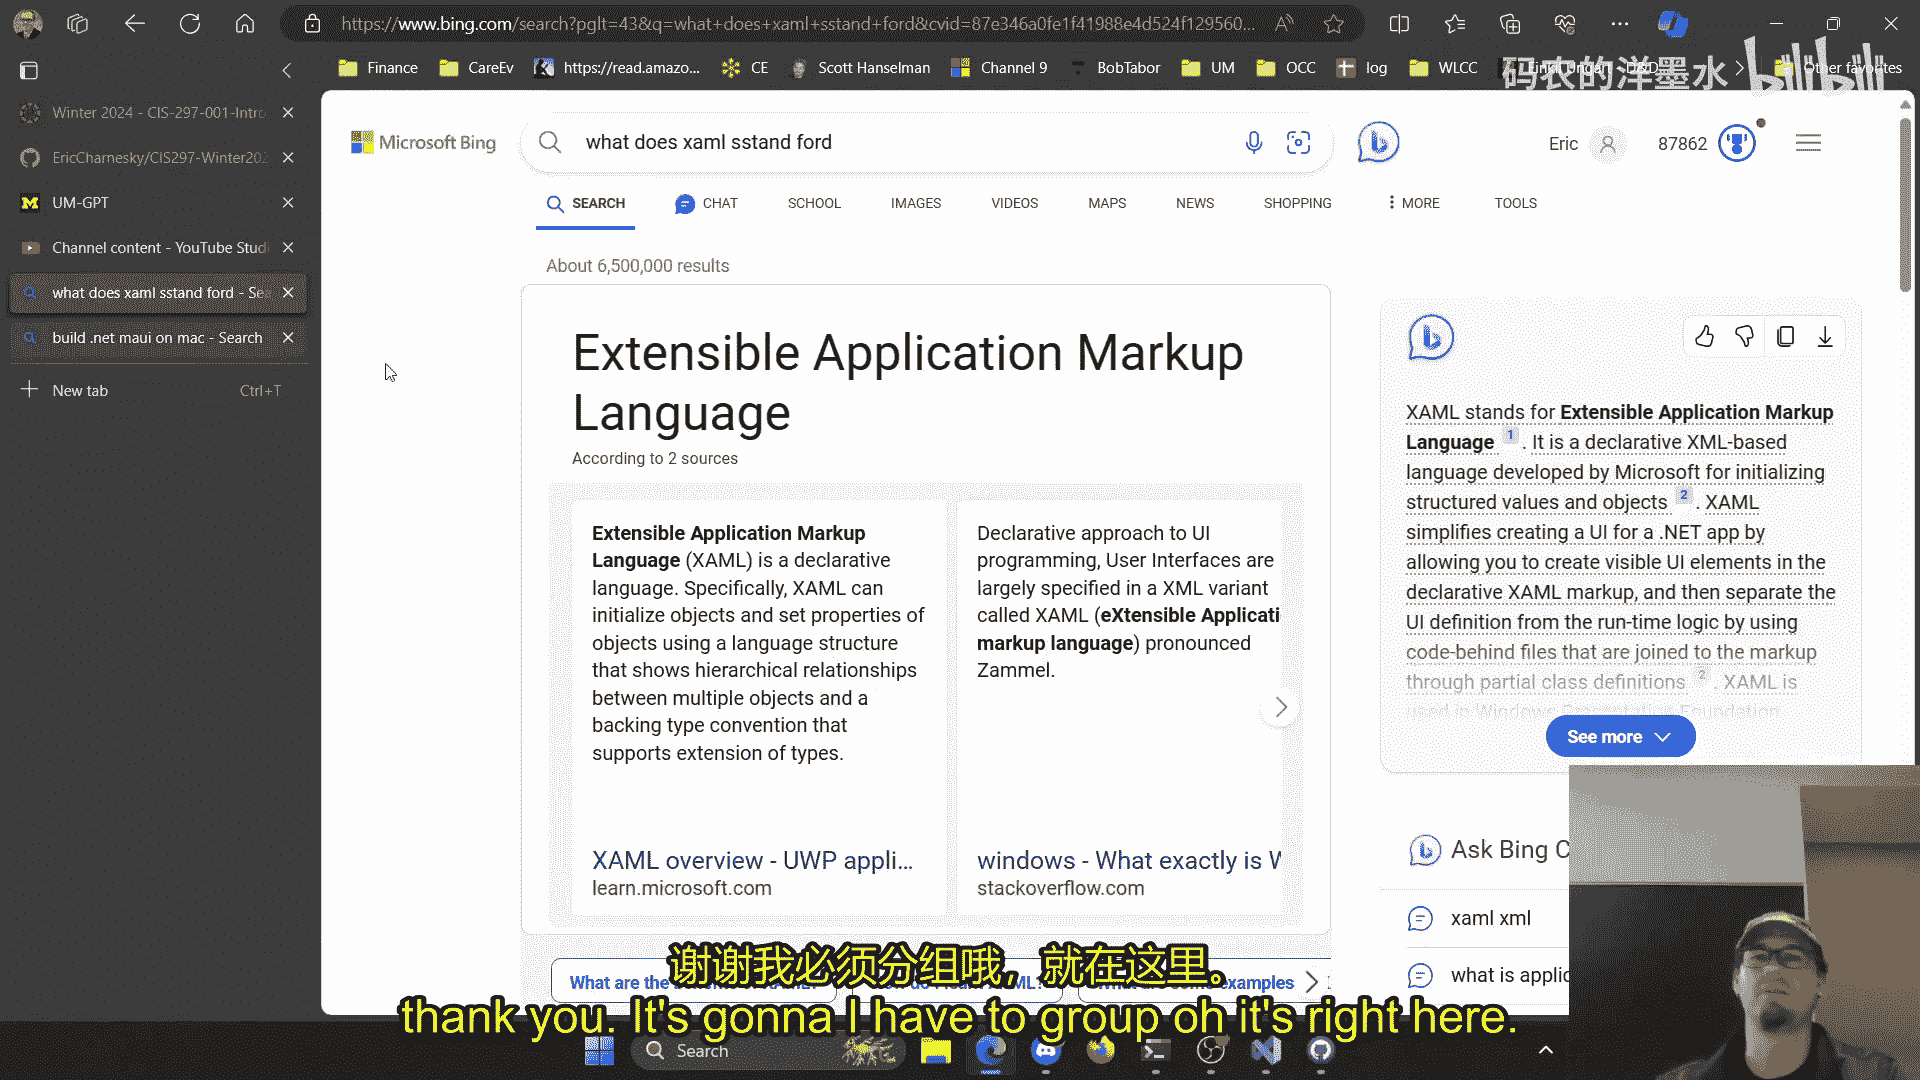 https://www.bing.com/search?pglt=43&q=what+does+xaml+sstand+ford&cvid=87e346a0fe1f41988e4d524f129560...
Finance
CareEv
https://read.amazo...
CE
Scott Hanselman
Channel 9
BobTabor
UM
OCC
log
WLCC
Other favorites
码农的洋墨水
bilibili
Winter 2024 - CIS-297-001-Intro
EricCharnesky/CIS297-Winter202
UM-GPT
Channel content - YouTube Studi
what does xaml sstand ford - Sea
build .net maui on mac - Search
New tab
Ctrl+T
Microsoft Bing
what does xaml sstand ford
Eric
87862
SEARCH
CHAT
SCHOOL
IMAGES
VIDEOS
MAPS
NEWS
SHOPPING
MORE
TOOLS
About 6,500,000 results
Extensible Application Markup
Language
According to 2 sources
Extensible Application Markup
Language (XAML) is a declarative
language. Specifically, XAML can
initialize objects and set properties of
objects using a language structure
that shows hierarchical relationships
between multiple objects and a
backing type convention that
supports extension of types.
XAML overview - UWP appli...
learn.microsoft.com
Declarative approach to UI
programming, User Interfaces are
largely specified in a XML variant
called XAML (eXtensible Applicati
markup language) pronounced
Zammel.
windows - What exactly is W
stackoverflow.com
XAML stands for Extensible Application Markup
Language 1 . It is a declarative XML-based
language developed by Microsoft for initializing
structured values and objects 2 . XAML
simplifies creating a UI for a .NET app by
allowing you to create visible UI elements in the
declarative XAML markup, and then separate the
UI definition from the run-time logic by using
code-behind files that are joined to the markup
through partial class definitions 2 . XAML is
used in Windows Presentation Foundation
See more
Ask Bing C
xaml xml
what is applic
What are the
examples
谢谢我必须分组哦，就在这里。
thank you. It's gonna I have to group oh it's right here.
Search